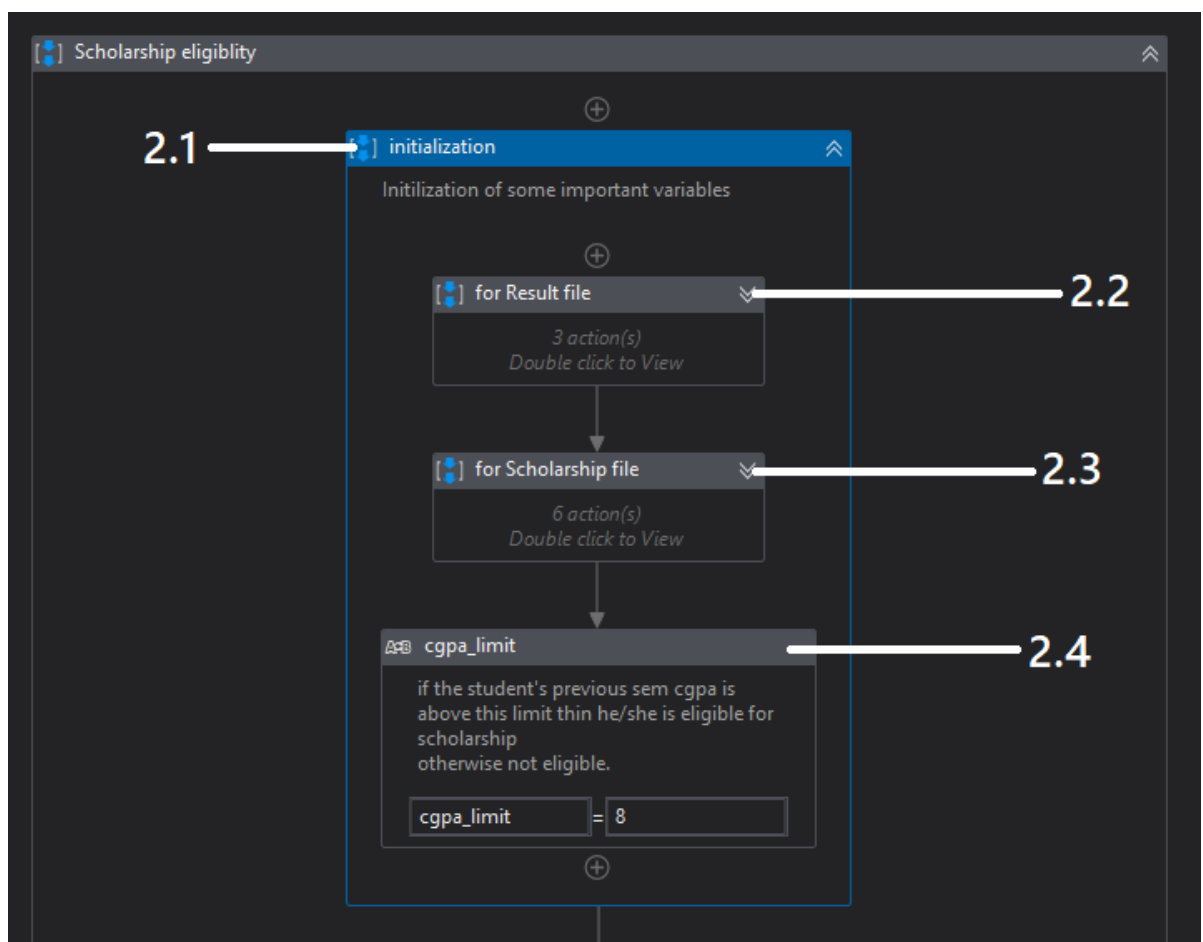 Scholarship eligiblity
2.1
initialization
Initilization of some important variables
for Result file
2.2
3 action(s)
Double click to View
for Scholarship file
2.3
6 action(s)
Double click to View
A=B cgpa_limit
2.4
if the student's previous sem cgpa is
above this limit thin he/she is eligible for
scholarship
otherwise not eligible.
cgpa_limit = 8